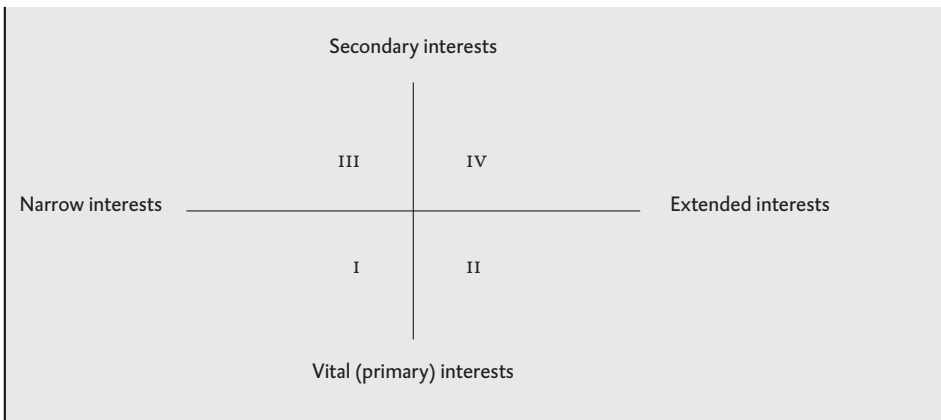 Secondary interests
III IV
Narrow interests Extended interests
I II
Vital (primary) interests